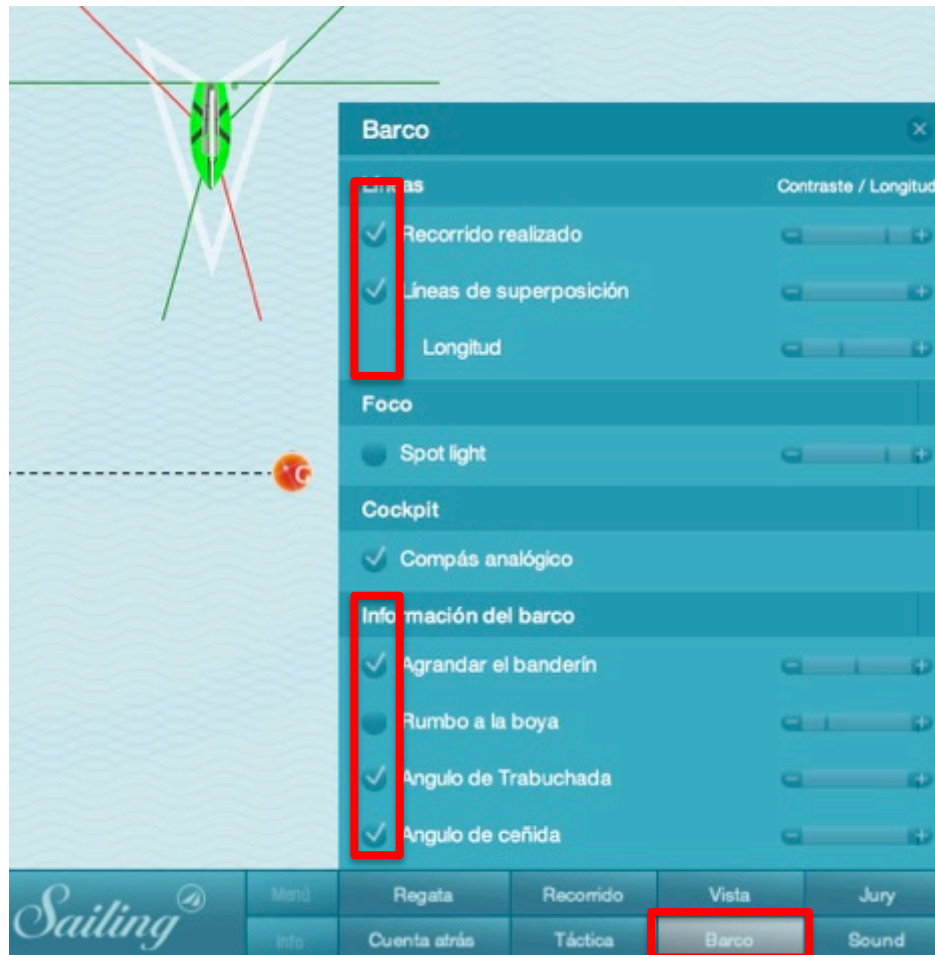 Barco
Líneas
Contraste / Longitud
Recorrido realizado
Líneas de superposición
Longitud
Foco
Spot light
Cockpit
Compás analógico
Información del barco
Agrandar el banderín
Rumbo a la boya
Angulo de Trabuchada
Angulo de ceñida
Sailing
Menú
Regata
Recorrido
Vista
Jury
Info
Cuenta atrás
Táctica
Barco
Sound